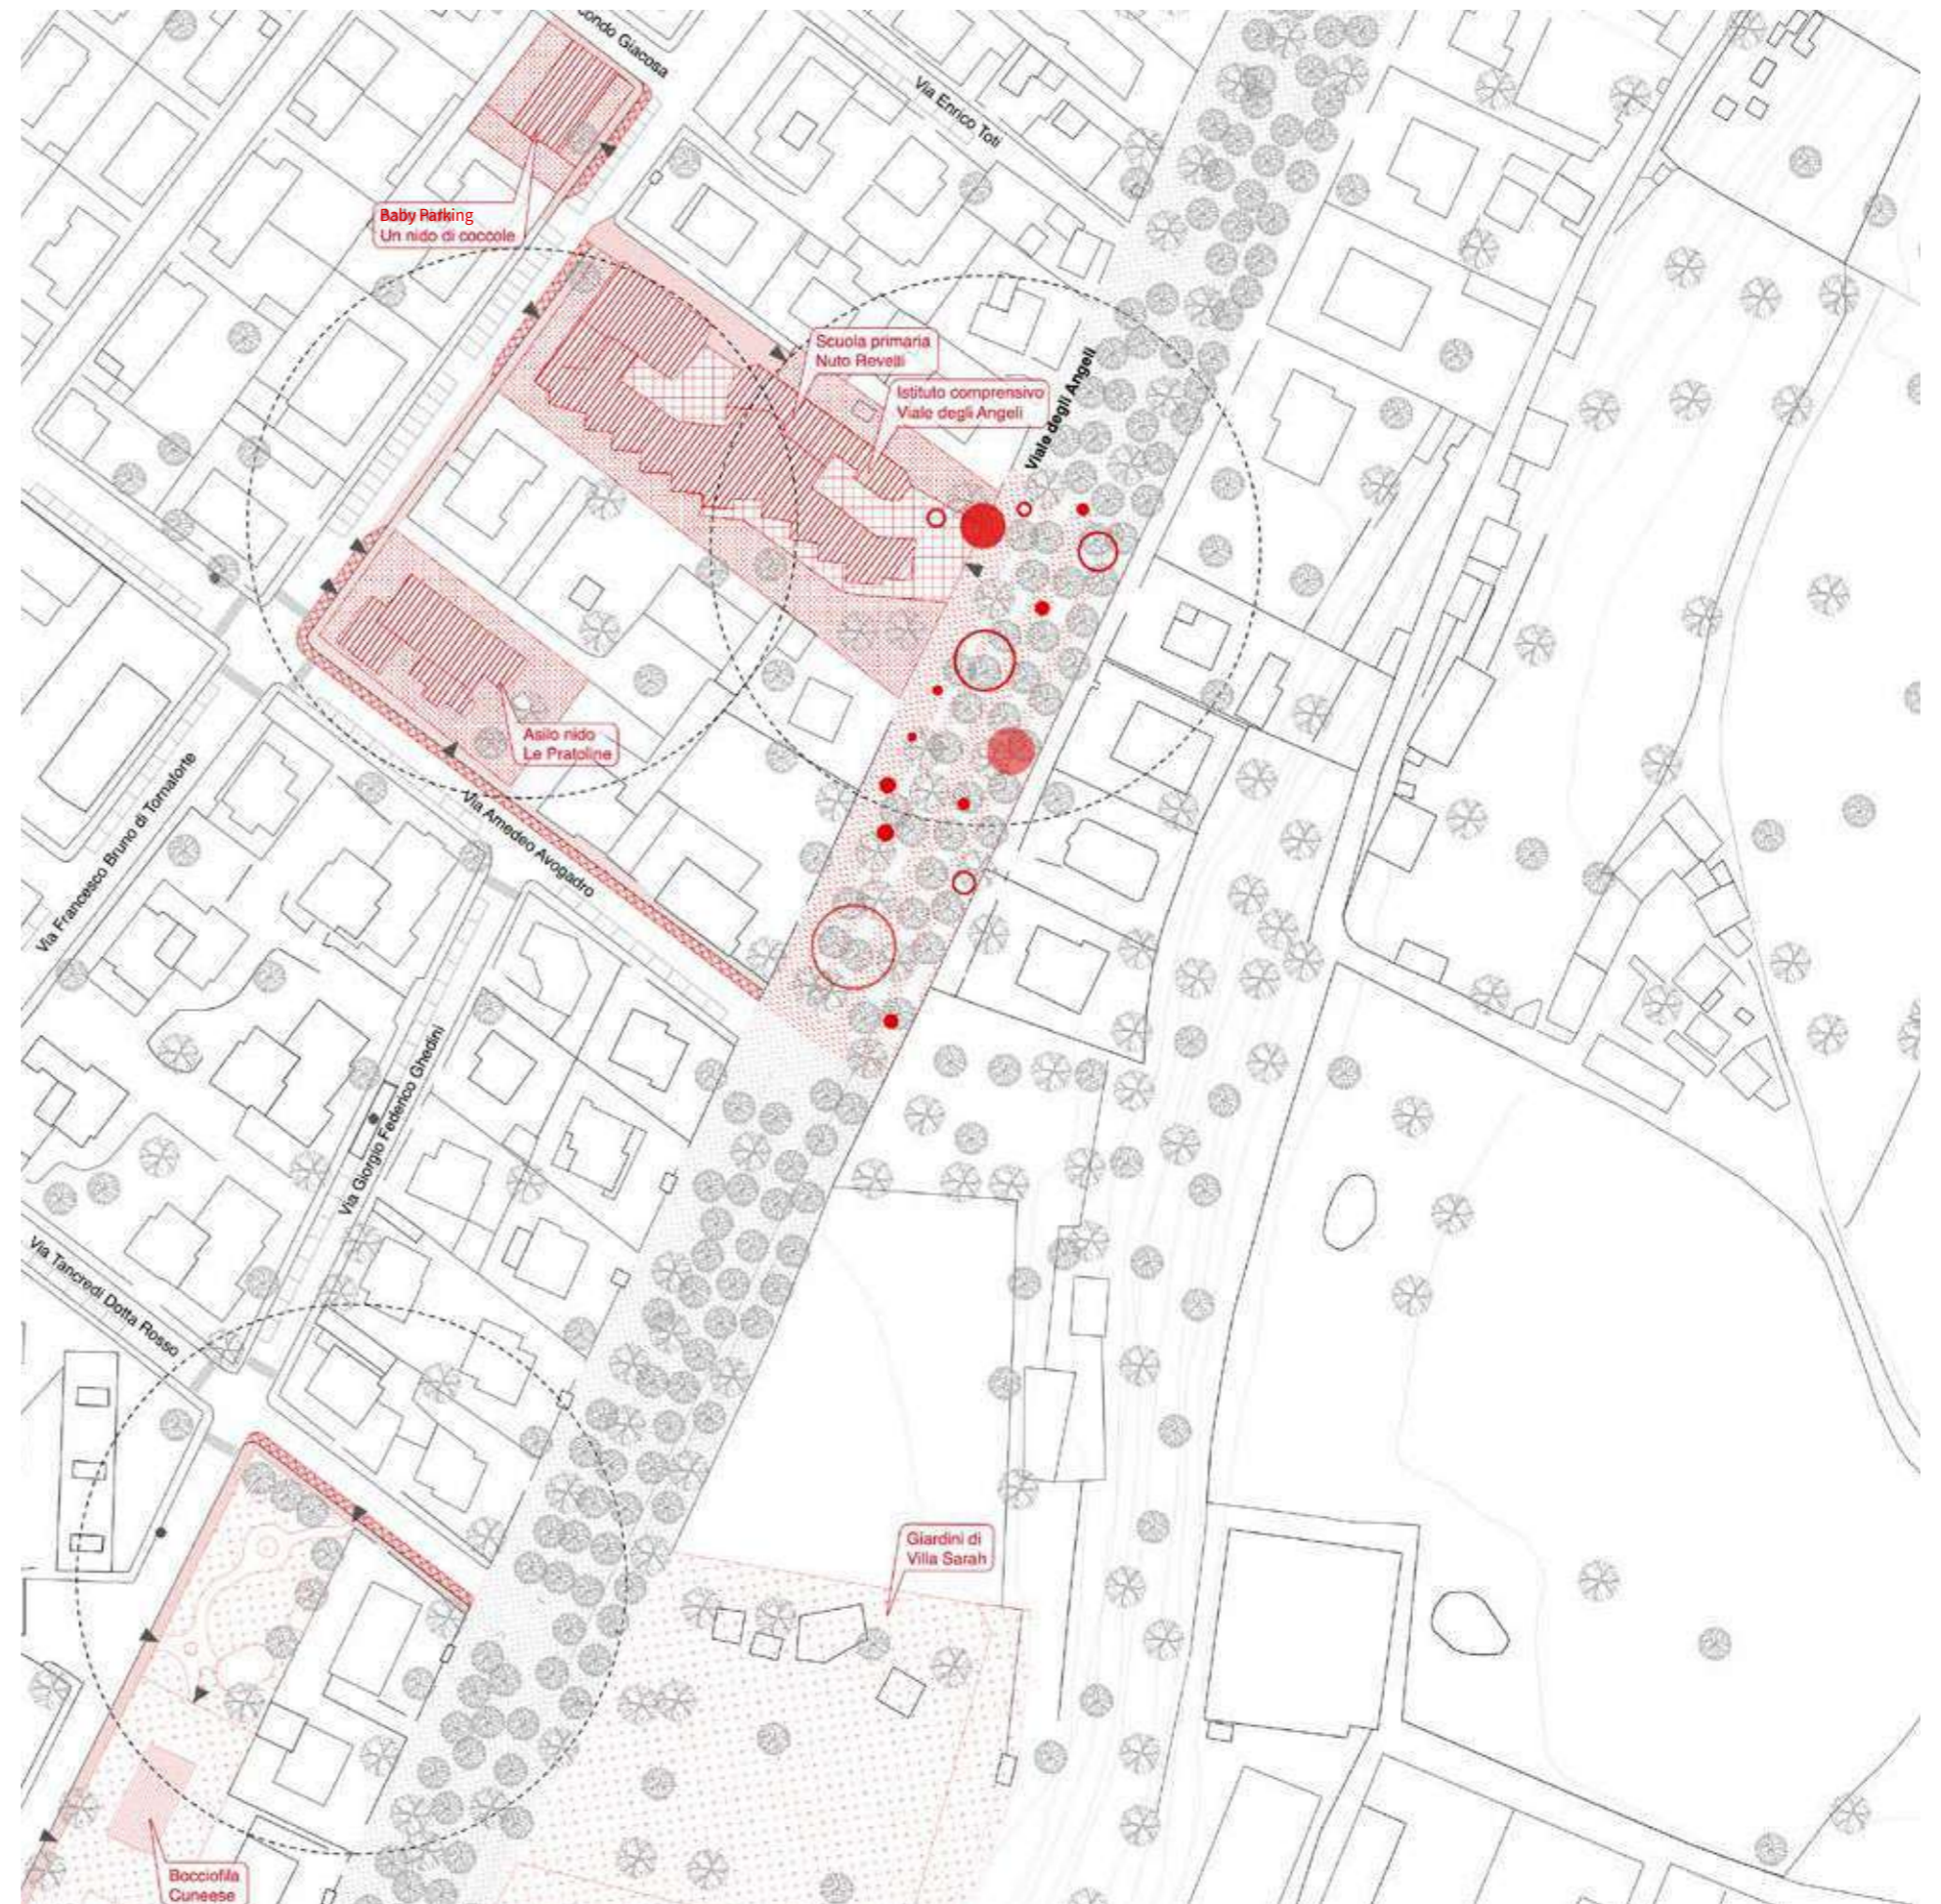 condo Giacosa
Via Enrico Toti
Baby Parking
Un nido di coccole
Scuola primaria
Nuto Revelli
Istituto comprensivo
Viale degli Angeli
Viale degli Angeli
Asilo nido
Le Pratoline
Via Amedeo Avogadro
Via Francesco Bruno di Tornaforte
Via Giorgio Federico Ghedini
Via Tancredi Dotta Rosso
Giardini di
Villa Sarah
Bocciofila
Cuneese